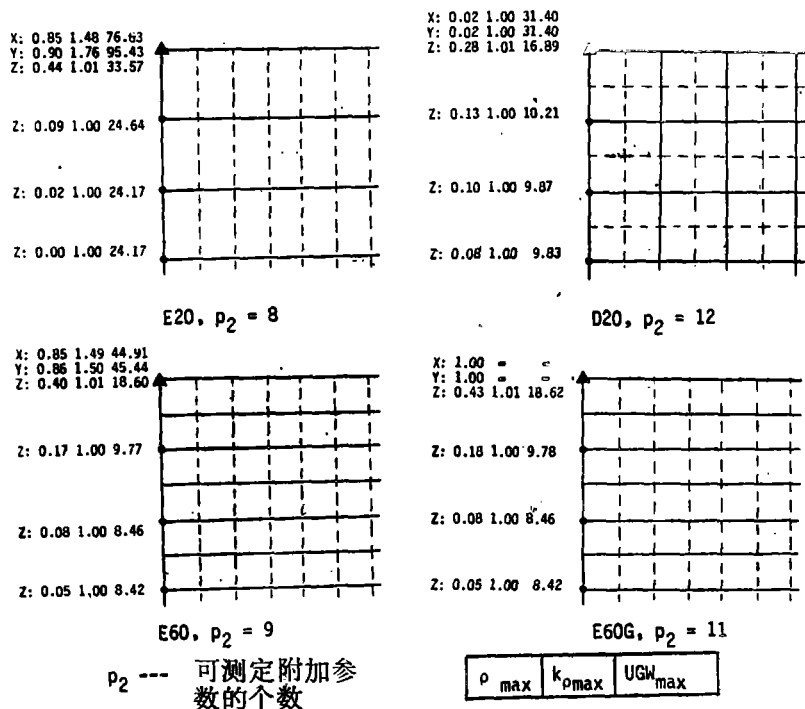 X: 0.85 1.48 76.63
Y: 0.90 1.76 95.43
Z: 0.44 1.01 33.57
Z: 0.09 1.00 24.64
Z: 0.02 1.00 24.17
Z: 0.00 1.00 24.17
E20, p2 = 8
X: 0.02 1.00 31.40
Y: 0.02 1.00 31.40
Z: 0.28 1.01 16.89
Z: 0.13 1.00 10.21
Z: 0.10 1.00 9.87
Z: 0.08 1.00 9.83
D20, p2 = 12
X: 0.85 1.49 44.91
Y: 0.86 1.50 45.44
Z: 0.40 1.01 18.60
Z: 0.17 1.00 9.77
Z: 0.08 1.00 8.46
Z: 0.05 1.00 8.42
E60, p2 = 9
X: 1.00
Y: 1.00
Z: 0.43 1.01 18.62
Z: 0.18 1.00 9.78
Z: 0.08 1.00 8.46
Z: 0.05 1.00 8.42
E60G, p2 = 11
p2 --- 可测定附加参
数的个数
ρ max kρmax UGWmax